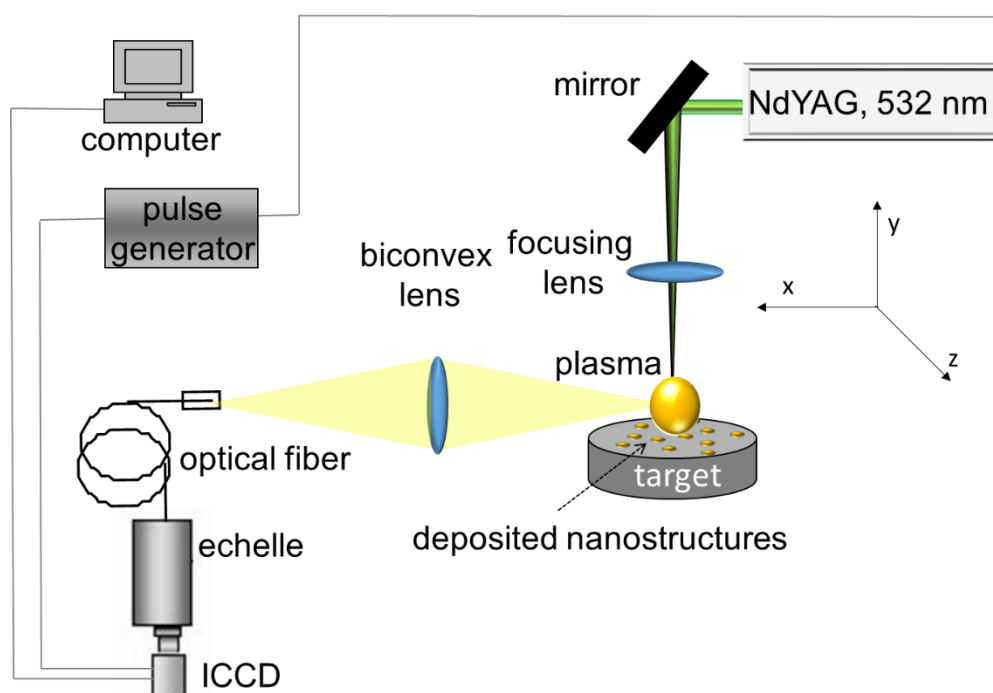 mirror
NdYAG, 532 nm
computer
pulse
generator
biconvex
lens
focusing
lens
y
x
z
plasma
optical fiber
target
deposited nanostructures
echelle
ICCD